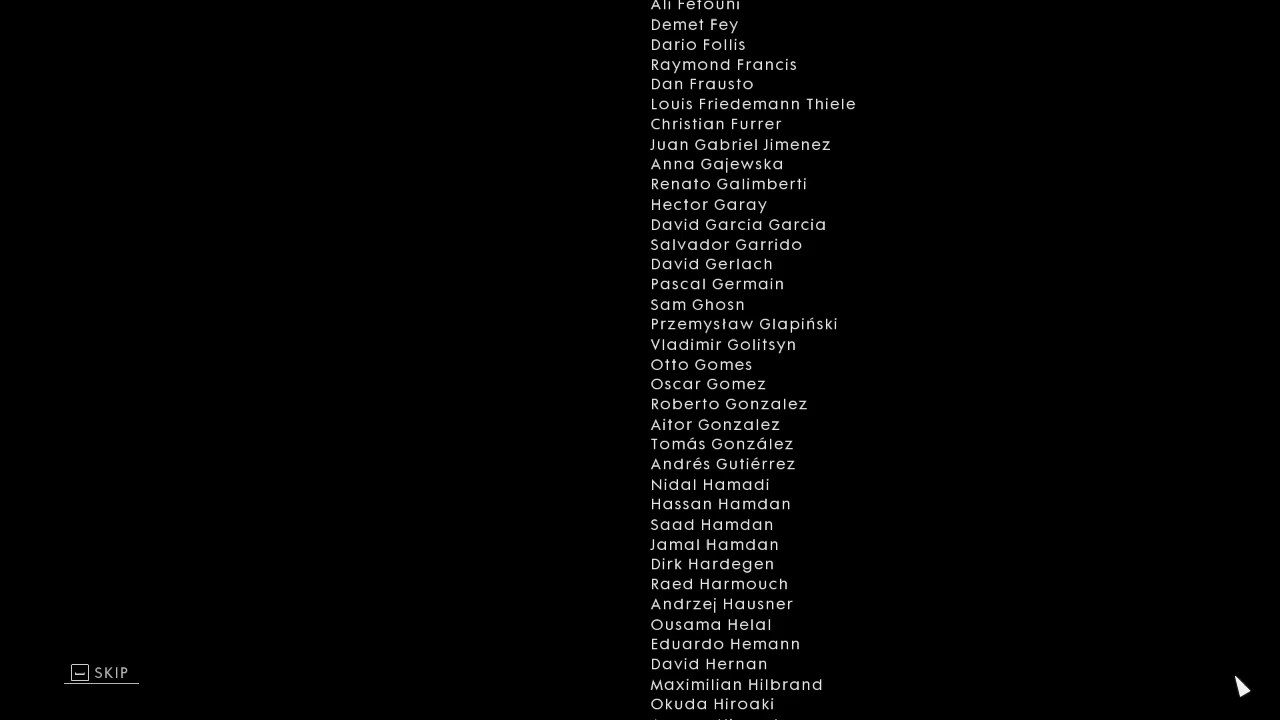 Ali Fetouni
Demet Fey
Dario Follis
Raymond Francis
Dan Frausto
Louis Friedemann Thiele
Christian Furrer
Juan Gabriel Jimenez
Anna Gajewska
Renato Galimberti
Hector Garay
David Garcia Garcia
Salvador Garrido
David Gerlach
Pascal Germain
Sam Ghosn
Przemysław Glapiński
Vladimir Golitsyn
Otto Gomes
Oscar Gomez
Roberto Gonzalez
Aitor Gonzalez
Tomás González
Andrés Gutiérrez
Nidal Hamadi
Hassan Hamdan
Saad Hamdan
Jamal Hamdan
Dirk Hardegen
Raed Harmouch
Andrzej Hausner
Ousama Helal
Eduardo Hemann
David Hernan
Maximilian Hilbrand
Okuda Hiroaki
SKIP